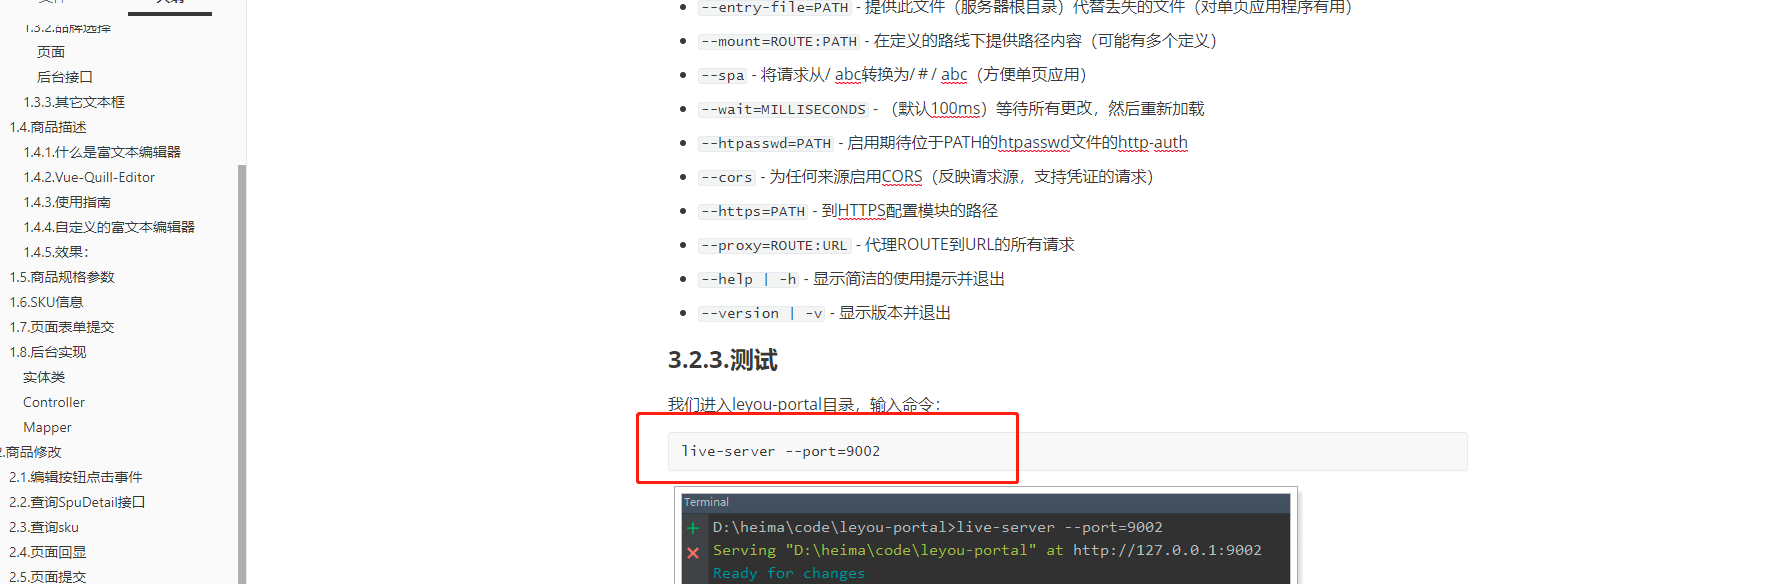 1.3.2.品牌选择
页面
后台接口
1.3.3.其它文本框
1.4.商品描述
1.4.1.什么是富文本编辑器
1.4.2.Vue-Quill-Editor
1.4.3.使用指南
1.4.4.自定义的富文本编辑器
1.4.5.效果：
1.5.商品规格参数
1.6.SKU信息
1.7.页面表单提交
1.8.后台实现
实体类
Controller
Mapper
2.商品修改
2.1.编辑按钮点击事件
2.2.查询SpuDetail接口
2.3.查询sku
2.4.页面回显
2.5.页面提交
--entry-file=PATH - 提供此文件（服务器根目录）代替丢失的文件（对单页应用程序有用）
--mount=ROUTE:PATH - 在定义的路线下提供路径内容（可能有多个定义）
--spa - 将请求从/ abc转换为/＃/ abc（方便单页应用）
--wait=MILLISECONDS - （默认100ms）等待所有更改，然后重新加载
--htpasswd=PATH - 启用期待位于PATH的htpasswd文件的http-auth
--cors - 为任何来源启用CORS（反映请求源，支持凭证的请求）
--https=PATH - 到HTTPS配置模块的路径
--proxy=ROUTE:URL - 代理ROUTE到URL的所有请求
--help | -h - 显示简洁的使用提示并退出
--version | -v - 显示版本并退出
3.2.3.测试
我们进入leyou-portal目录，输入命令：
live-server --port=9002
Terminal
D:\heima\code\leyou-portal>live-server --port=9002
Serving "D:\heima\code\leyou-portal" at http://127.0.0.1:9002
Ready for changes